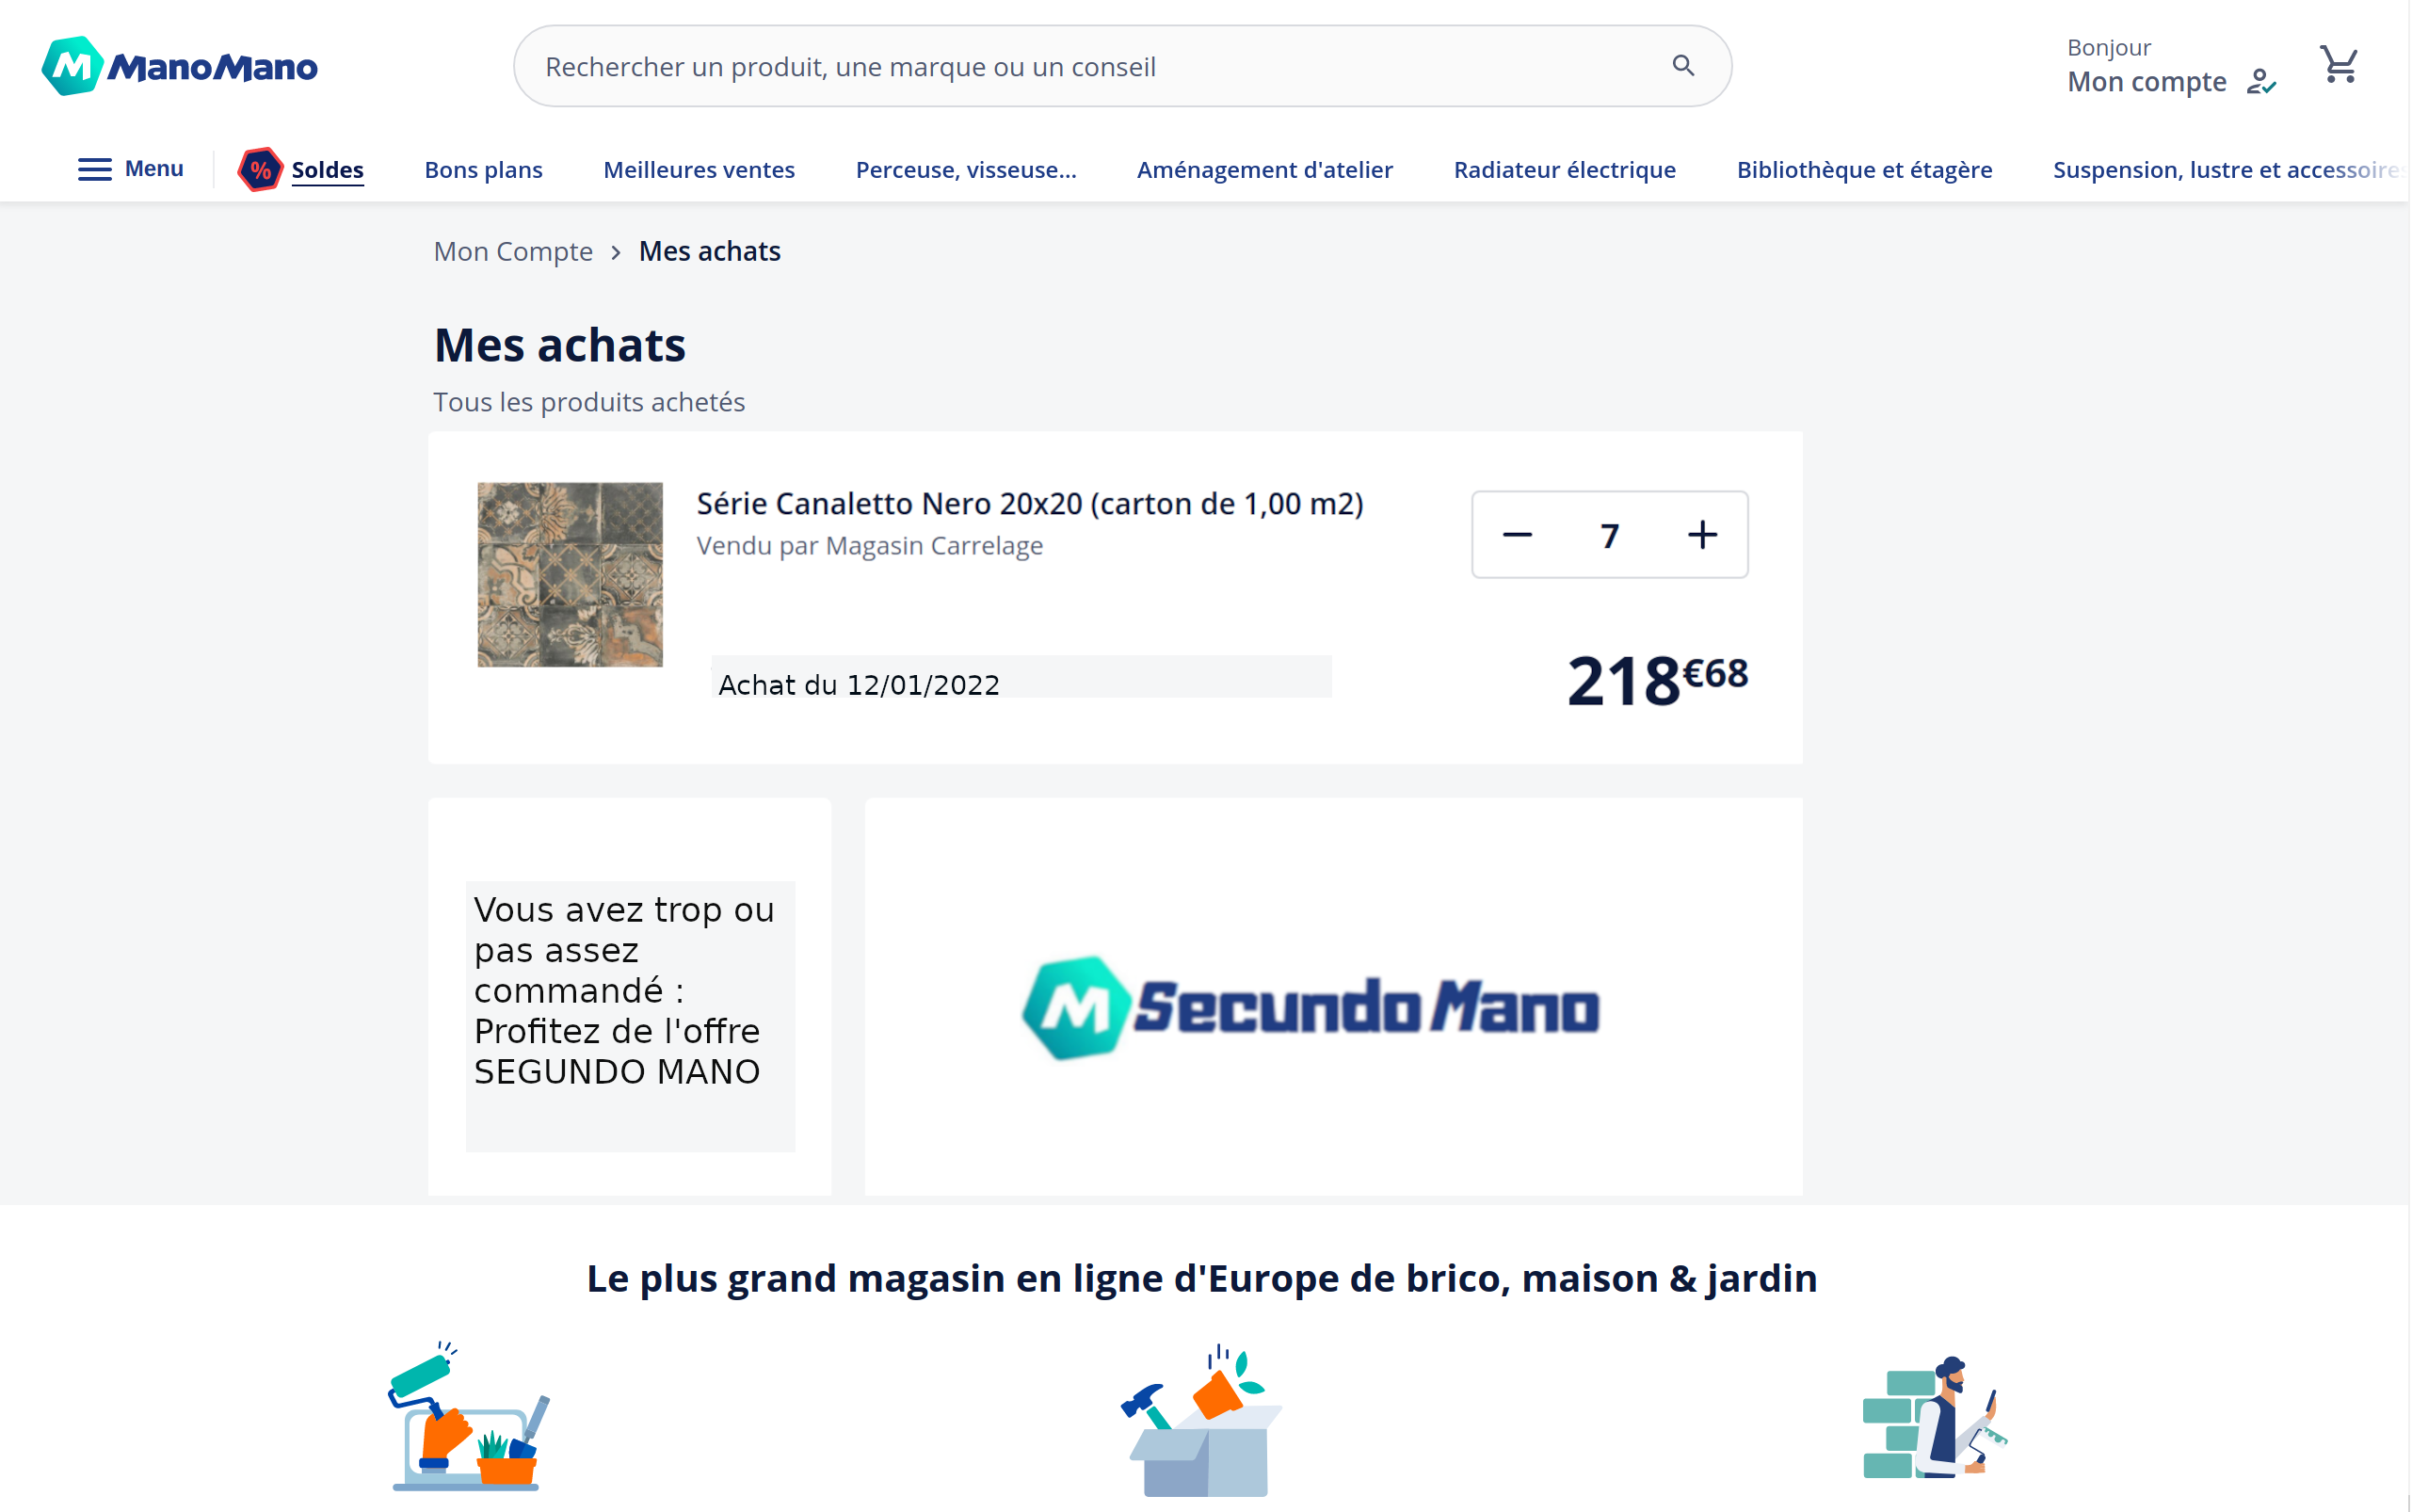 ManoMano
Rechercher un produit, une marque ou un conseil
Bonjour
Mon compte
Menu
%
Soldes
Bons plans
Meilleures ventes
Perceuse, visseuse...
Aménagement d'atelier
Radiateur électrique
Bibliothèque et étagère
Suspension, lustre et accessoires
Mon Compte > Mes achats
Mes achats
Tous les produits achetés
Série Canaletto Nero 20x20 (carton de 1,00 m2)
Vendu par Magasin Carrelage
— 7 +
Achat du 12/01/2022
218€68
Vous avez trop ou
pas assez
commandé :
Profitez de l'offre
SEGUNDO MANO
Secundo Mano
Le plus grand magasin en ligne d'Europe de brico, maison & jardin